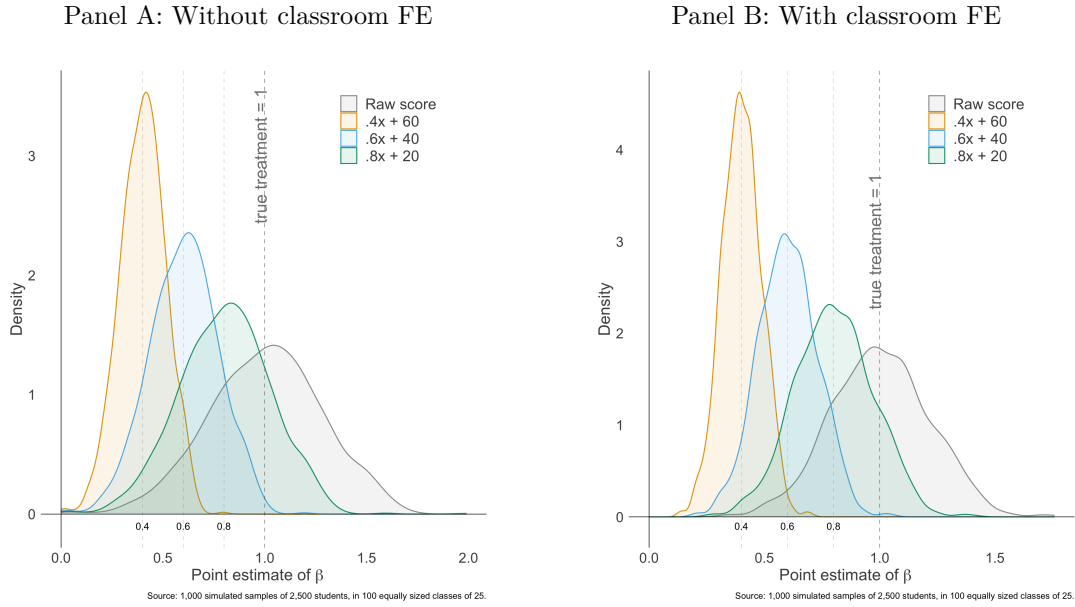 Panel A: Without classroom FE
true treatment = 1
Raw score
.4x + 60
.6x + 40
.8x + 20
Density
3
2
1
0
0.4 0.6 0.8
0.0 0.5 1.0 1.5 2.0
Point estimate of β
Source: 1,000 simulated samples of 2,500 students, in 100 equally sized classes of 25.
Panel B: With classroom FE
true treatment = 1
Raw score
.4x + 60
.6x + 40
.8x + 20
Density
4
3
2
1
0
0.4 0.6 0.8
0.0 0.5 1.0 1.5
Point estimate of β
Source: 1,000 simulated samples of 2,500 students, in 100 equally sized classes of 25.